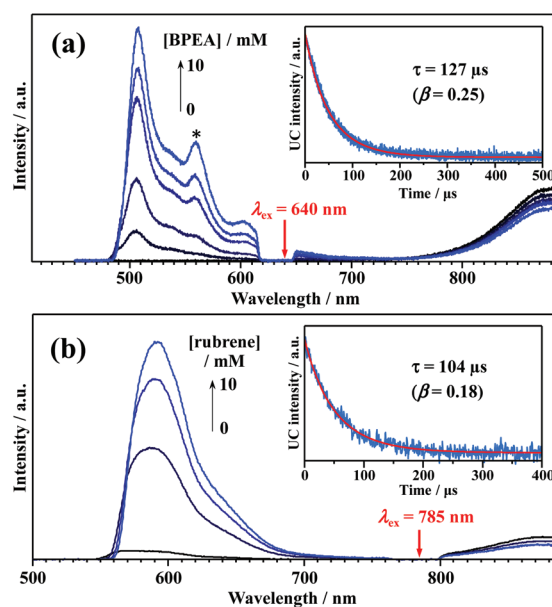 (a)
[BPEA] / mM
10
0
*
τ = 127 μs
(β = 0.25)
UC intensity / a.u.
0 100 200 300 400 500
Time / μs
λex = 640 nm
Intensity / a.u.
500 600 700 800
Wavelength / nm
(b)
[rubrene]
/ mM
10
0
τ = 104 μs
(β = 0.18)
UC intensity / a.u.
0 100 200 300 400
Time / μs
λex = 785 nm
Intensity / a.u.
500 600 700 800
Wavelength / nm